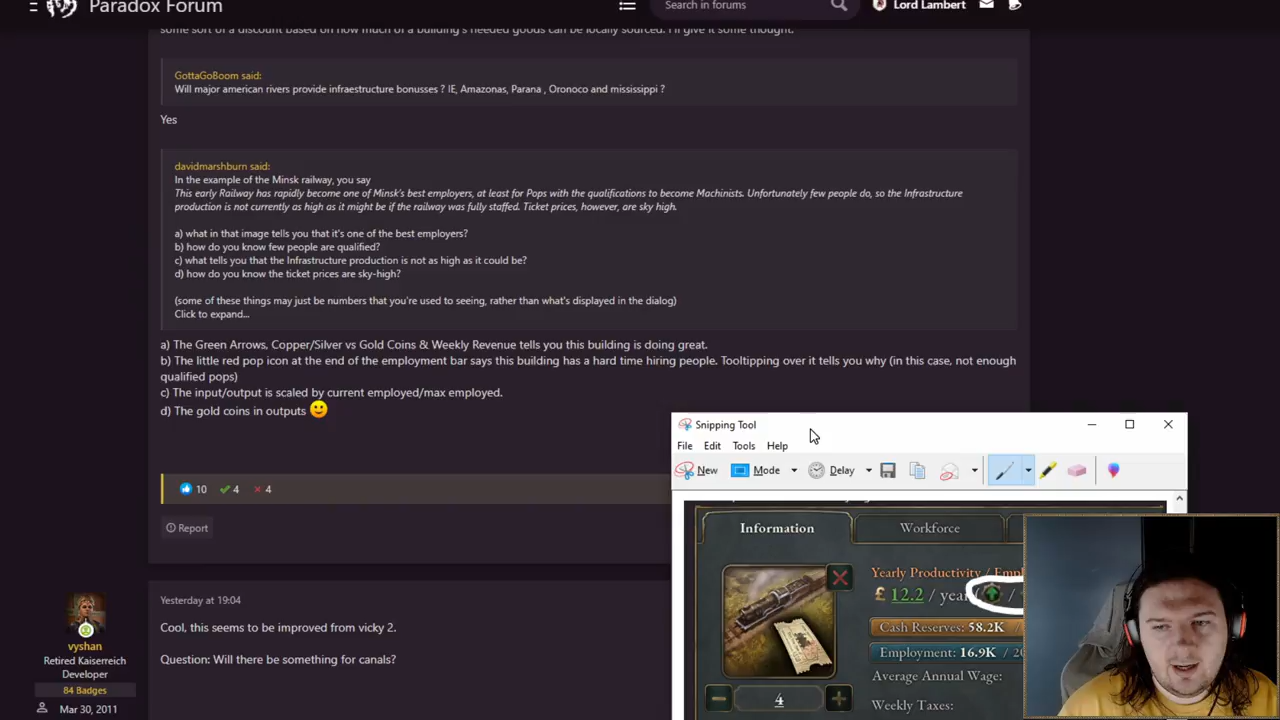 Paradox Forum
Search in forums
Lord Lambert
some sort of a discount based on how much of a building's needed goods can be locally sourced. I'll give it some thought.
GottaGoBoom said:
Will major american rivers provide infraestructure bonusses ? IE, Amazonas, Parana , Oronoco and mississippi ?
Yes
davidmarshburn said:
In the example of the Minsk railway, you say
This early Railway has rapidly become one of Minsk's best employers, at least for Pops with the qualifications to become Machinists. Unfortunately few people do, so the Infrastructure
production is not currently as high as it might be if the railway was fully staffed. Ticket prices, however, are sky high.
a) what in that image tells you that it's one of the best employers?
b) how do you know few people are qualified?
c) what tells you that the Infrastructure production is not as high as it could be?
d) how do you know the ticket prices are sky-high?
(some of these things may just be numbers that you're used to seeing, rather than what's displayed in the dialog)
Click to expand...
a) The Green Arrows, Copper/Silver vs Gold Coins & Weekly Revenue tells you this building is doing great.
b) The little red pop icon at the end of the employment bar says this building has a hard time hiring people. Tooltipping over it tells you why (in this case, not enough
qualified pops)
c) The input/output is scaled by current employed/max employed.
d) The gold coins in outputs
10 4 4
Report
Yesterday at 19:04
Cool, this seems to be improved from vicky 2.
Question: Will there be something for canals?
vyshan
Retired Kaiserreich
Developer
84 Badges
Mar 30, 2011
Snipping Tool
File Edit Tools Help
New Mode Delay
Information Workforce
Yearly Productivity / Empl
£ 12.2 / year /
Cash Reserves: 58.2K
Employment: 16.9K / 20
Average Annual Wage:
4
Weekly Taxes: